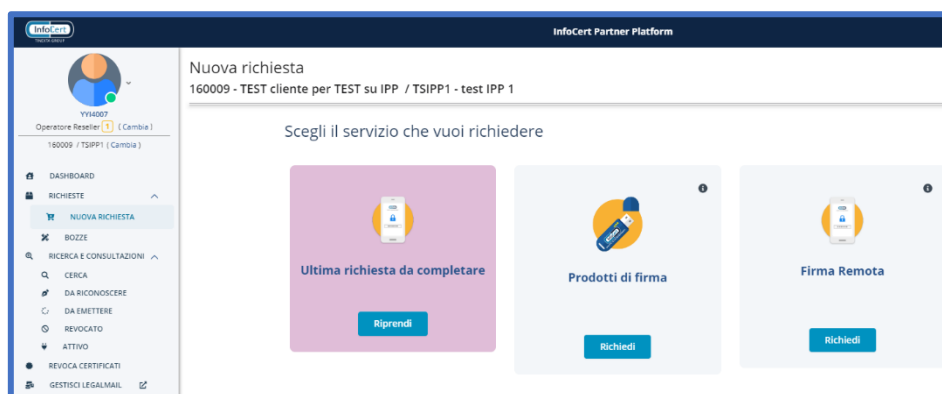 InfoCert
TINEXTA GROUP
InfoCert Partner Platform
YYI4007
Operatore Reseller 1 ( Cambia )
160009 / TSIPP1 ( Cambia )
DASHBOARD
RICHIESTE
NUOVA RICHIESTA
BOZZE
RICERCA E CONSULTAZIONI
CERCA
DA RICONOSCERE
DA EMETTERE
REVOCATO
ATTIVO
REVOCA CERTIFICATI
GESTISCI LEGALMAIL
Nuova richiesta
160009 - TEST cliente per TEST su IPP / TSIPP1 - test IPP 1
Scegli il servizio che vuoi richiedere
Ultima richiesta da completare
Riprendi
Prodotti di firma
Richiedi
Firma Remota
Richiedi